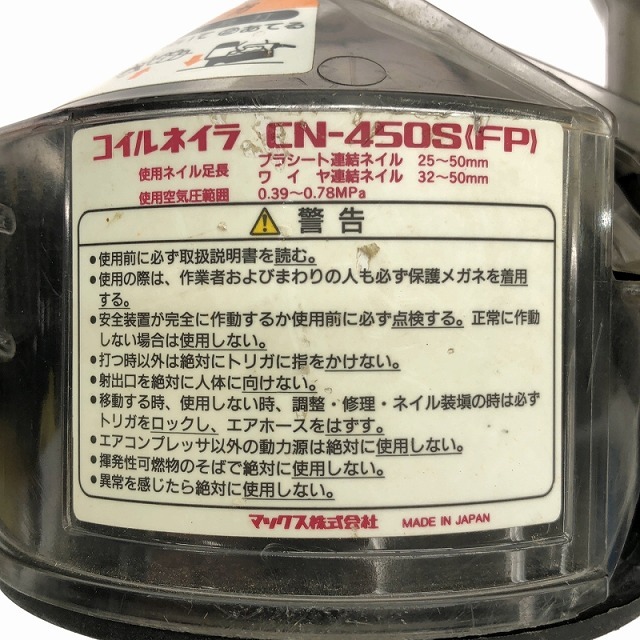 てのあてる
コイルネイラ CN-450S(FP)
使用ネイル足長 プラシート連結ネイル 25～50mm
ワイヤ連結ネイル 32～50mm
使用空気圧範囲 0.39～0.78MPa
警告
●使用前に必ず取扱説明書を読む。
●使用の際は、作業者およびまわりの人も必ず保護メガネを着用
する。
●安全装置が完全に作動するか使用前に必ず点検する。正常に作動
しない場合は使用しない。
●打つ時以外は絶対にトリガに指をかけない。
●射出口を絶対に人体に向けない。
●移動する時、使用しない時、調整・修理・ネイル装塡の時は必ず
トリガをロックし、エアホースをはずす。
●エアコンプレッサ以外の動力源は絶対に使用しない。
●揮発性可燃物のそばで絶対に使用しない。
●異常を感じたら絶対に使用しない。
マックス株式会社 MADE IN JAPAN